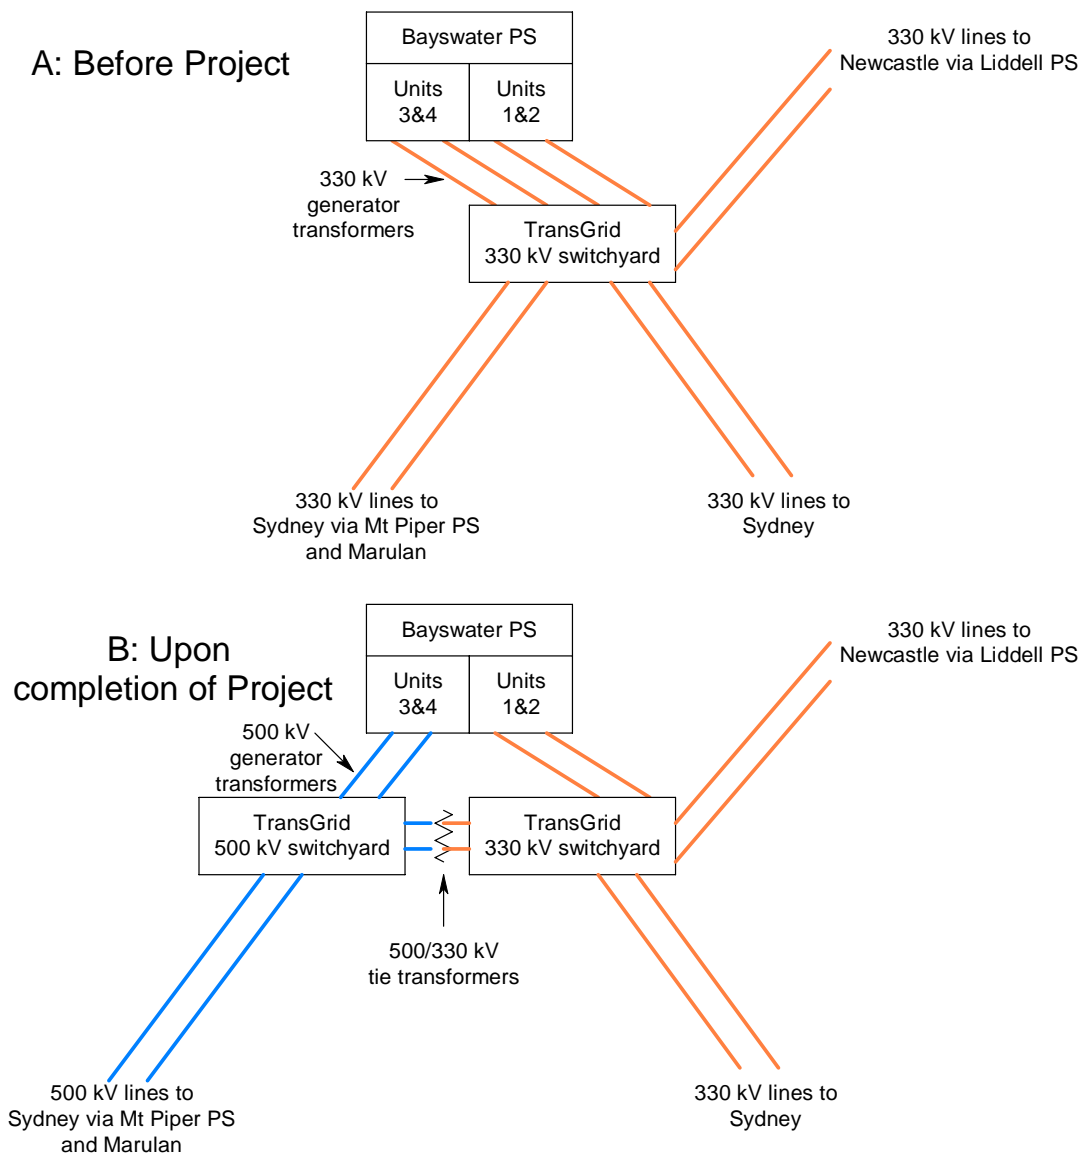 A: Before Project
Bayswater PS
Units
3&4
Units
1&2
330 kV lines to
Newcastle via Liddell PS
330 kV
generator
transformers
TransGrid
330 kV switchyard
330 kV lines to
Sydney via Mt Piper PS
and Marulan
330 kV lines to
Sydney
B: Upon
completion of Project
Bayswater PS
Units
3&4
Units
1&2
330 kV lines to
Newcastle via Liddell PS
500 kV
generator
transformers
TransGrid
500 kV switchyard
TransGrid
330 kV switchyard
500/330 kV
tie transformers
500 kV lines to
Sydney via Mt Piper PS
and Marulan
330 kV lines to
Sydney